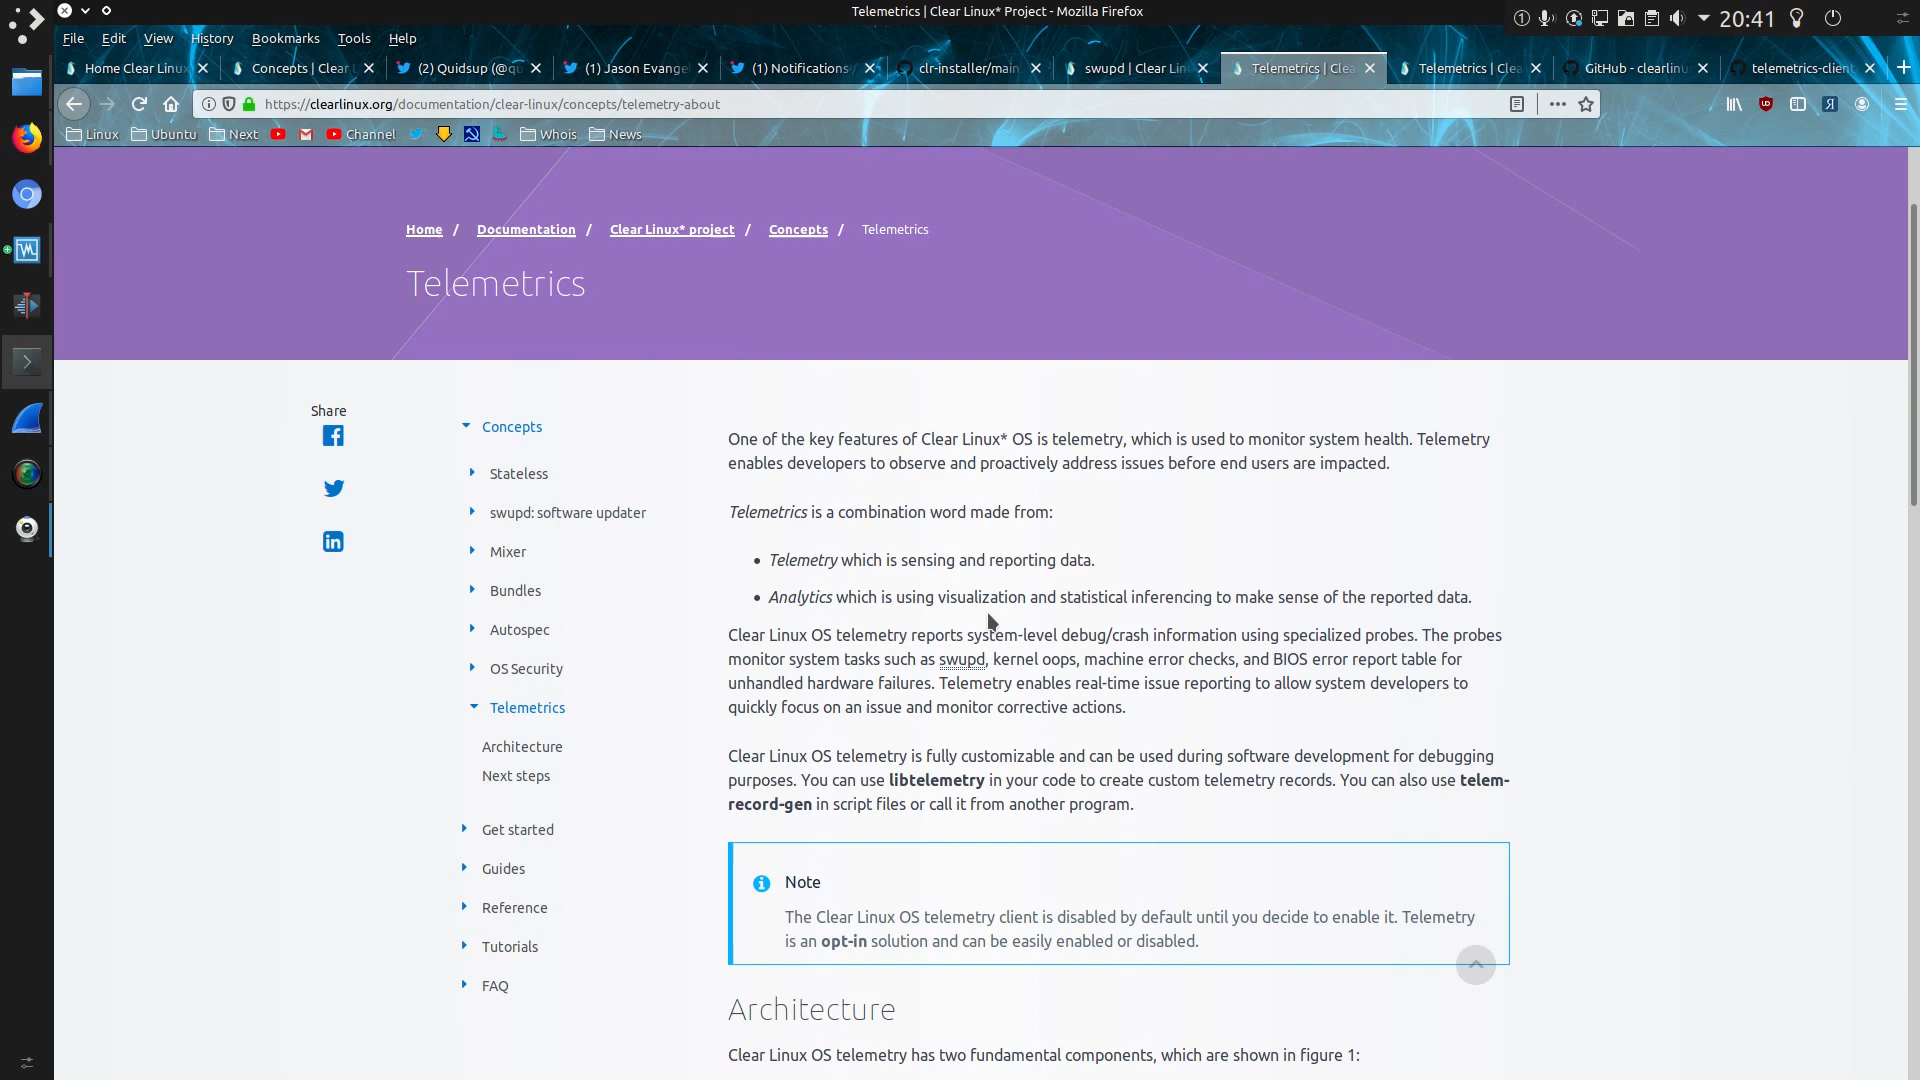 Telemetrics | Clear Linux* Project - Mozilla Firefox
20:41
File Edit View History Bookmarks Tools Help
Home Clear Linux
Concepts | Clear L
(2) Quidsup (@qu
(1) Jason Evange
(1) Notifications /
clr-installer/main
swupd | Clear Lin
Telemetrics | Clea
Telemetrics | Clea
GitHub - clearlinu
telemetrics-client
https://clearlinux.org/documentation/clear-linux/concepts/telemetry-about
Linux Ubuntu Next Channel Whois News
Home / Documentation / Clear Linux* project / Concepts / Telemetrics
Telemetrics
Share
Concepts
Stateless
swupd: software updater
Mixer
Bundles
Autospec
OS Security
Telemetrics
Architecture
Next steps
Get started
Guides
Reference
Tutorials
FAQ
One of the key features of Clear Linux* OS is telemetry, which is used to monitor system health. Telemetry
enables developers to observe and proactively address issues before end users are impacted.
Telemetrics is a combination word made from:
• Telemetry which is sensing and reporting data.
• Analytics which is using visualization and statistical inferencing to make sense of the reported data.
Clear Linux OS telemetry reports system-level debug/crash information using specialized probes. The probes
monitor system tasks such as swupd, kernel oops, machine error checks, and BIOS error report table for
unhandled hardware failures. Telemetry enables real-time issue reporting to allow system developers to
quickly focus on an issue and monitor corrective actions.
Clear Linux OS telemetry is fully customizable and can be used during software development for debugging
purposes. You can use libtelemetry in your code to create custom telemetry records. You can also use telem-
record-gen in script files or call it from another program.
Note
The Clear Linux OS telemetry client is disabled by default until you decide to enable it. Telemetry
is an opt-in solution and can be easily enabled or disabled.
Architecture
Clear Linux OS telemetry has two fundamental components, which are shown in figure 1: